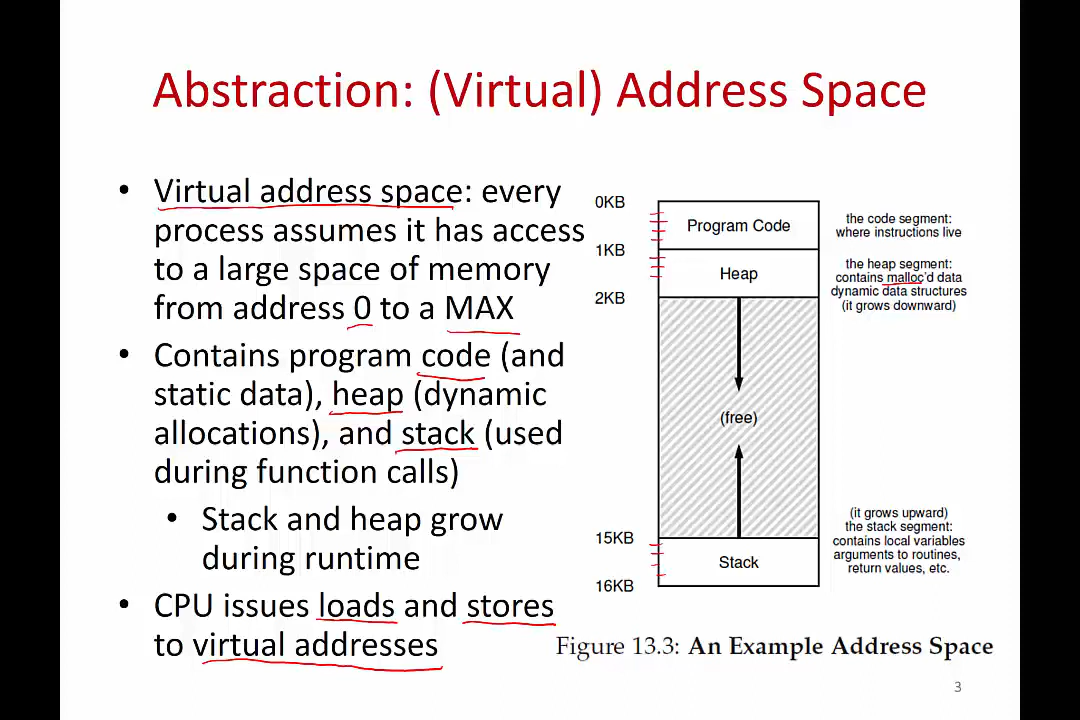 Abstraction: (Virtual) Address Space
• Virtual address space: every
process assumes it has access
to a large space of memory
from address 0 to a MAX
• Contains program code (and
static data), heap (dynamic
allocations), and stack (used
during function calls)
• Stack and heap grow
during runtime
• CPU issues loads and stores
to virtual addresses
0KB
Program Code
the code segment:
where instructions live
1KB
Heap
the heap segment:
contains malloc'd data
dynamic data structures
(it grows downward)
2KB
(free)
(it grows upward)
the stack segment:
contains local variables
arguments to routines,
return values, etc.
15KB
Stack
16KB
Figure 13.3: An Example Address Space
3